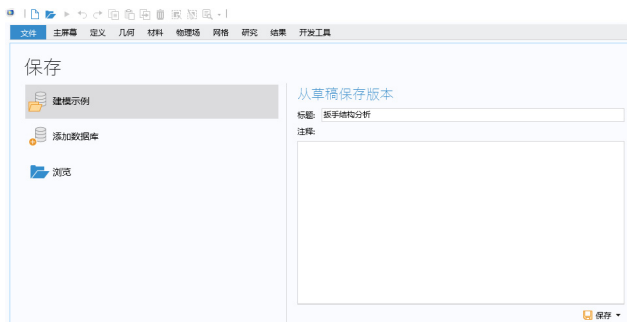 文件 主屏幕 定义 几何 材料 物理场 网格 研究 结果 开发工具
保存
建模示例
添加数据库
浏览
从草稿保存版本
标题: 扳手结构分析
注释:
保存